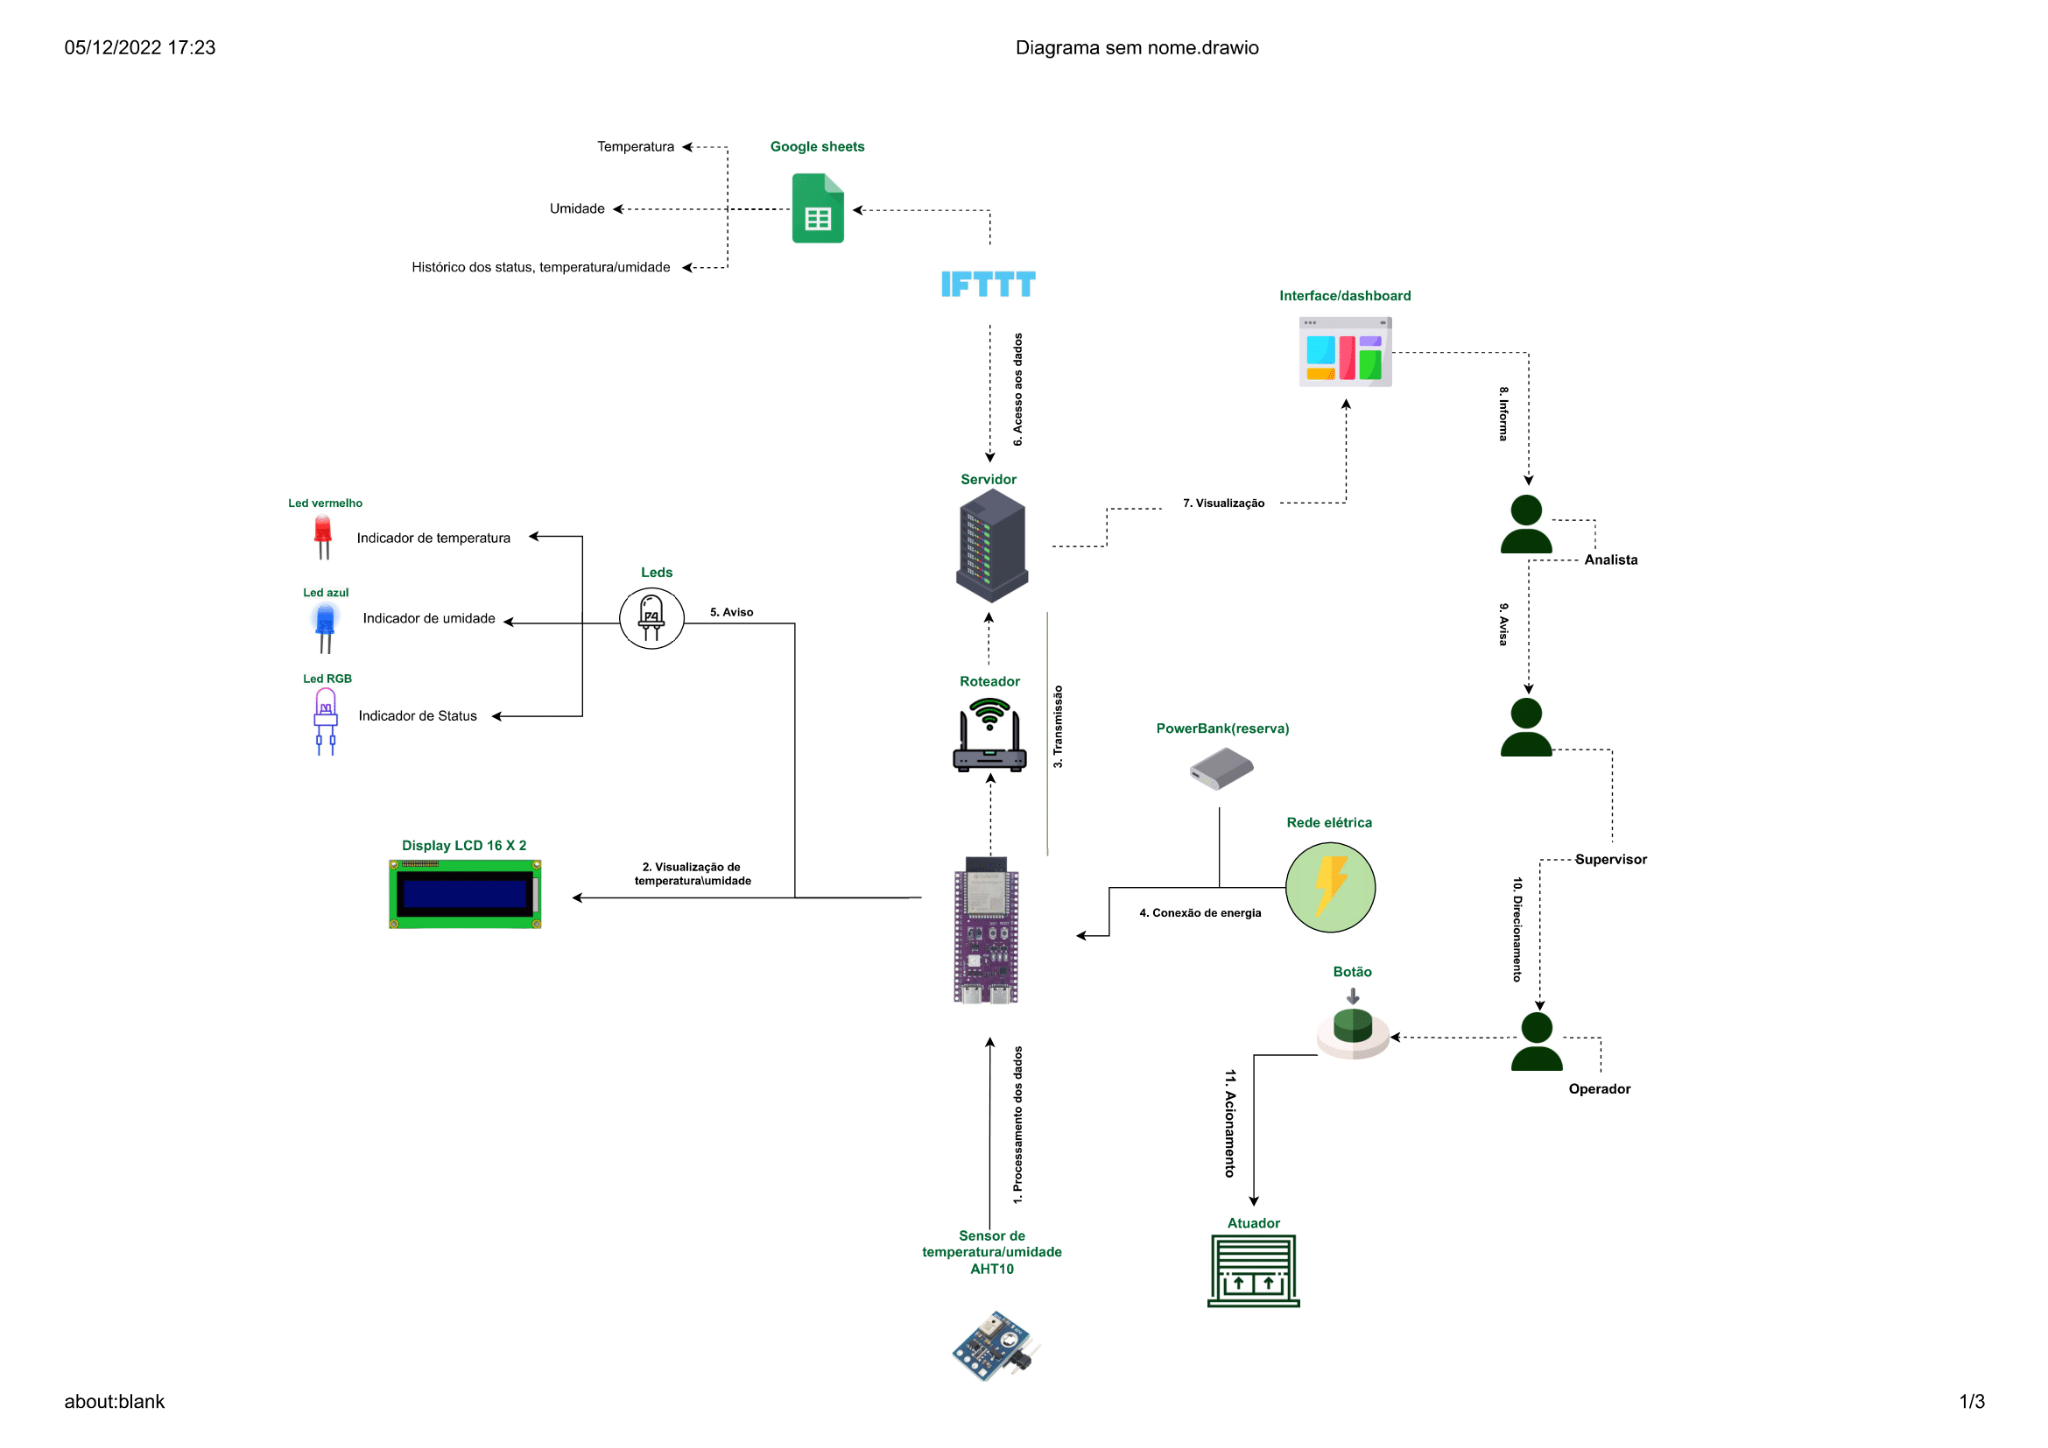 05/12/2022 17:23
Diagrama sem nome.drawio
Temperatura
Google sheets
Umidade
Histórico dos status, temperatura/umidade
IFTTT
Interface/dashboard
6. Acesso aos dados
8. Informa
Servidor
7. Visualização
Led vermelho
Indicador de temperatura
Analista
Leds
Led azul
Indicador de umidade
5. Aviso
9. Avisa
Led RGB
Indicador de Status
Roteador
3. Transmissão
PowerBank(reserva)
Rede elétrica
Display LCD 16 X 2
2. Visualização de
temperatura\umidade
Supervisor
4. Conexão de energia
10. Direcionamento
Botão
1. Processamento dos dados
11. Acionamento
Operador
Sensor de
temperatura/umidade
AHT10
Atuador
about:blank
1/3